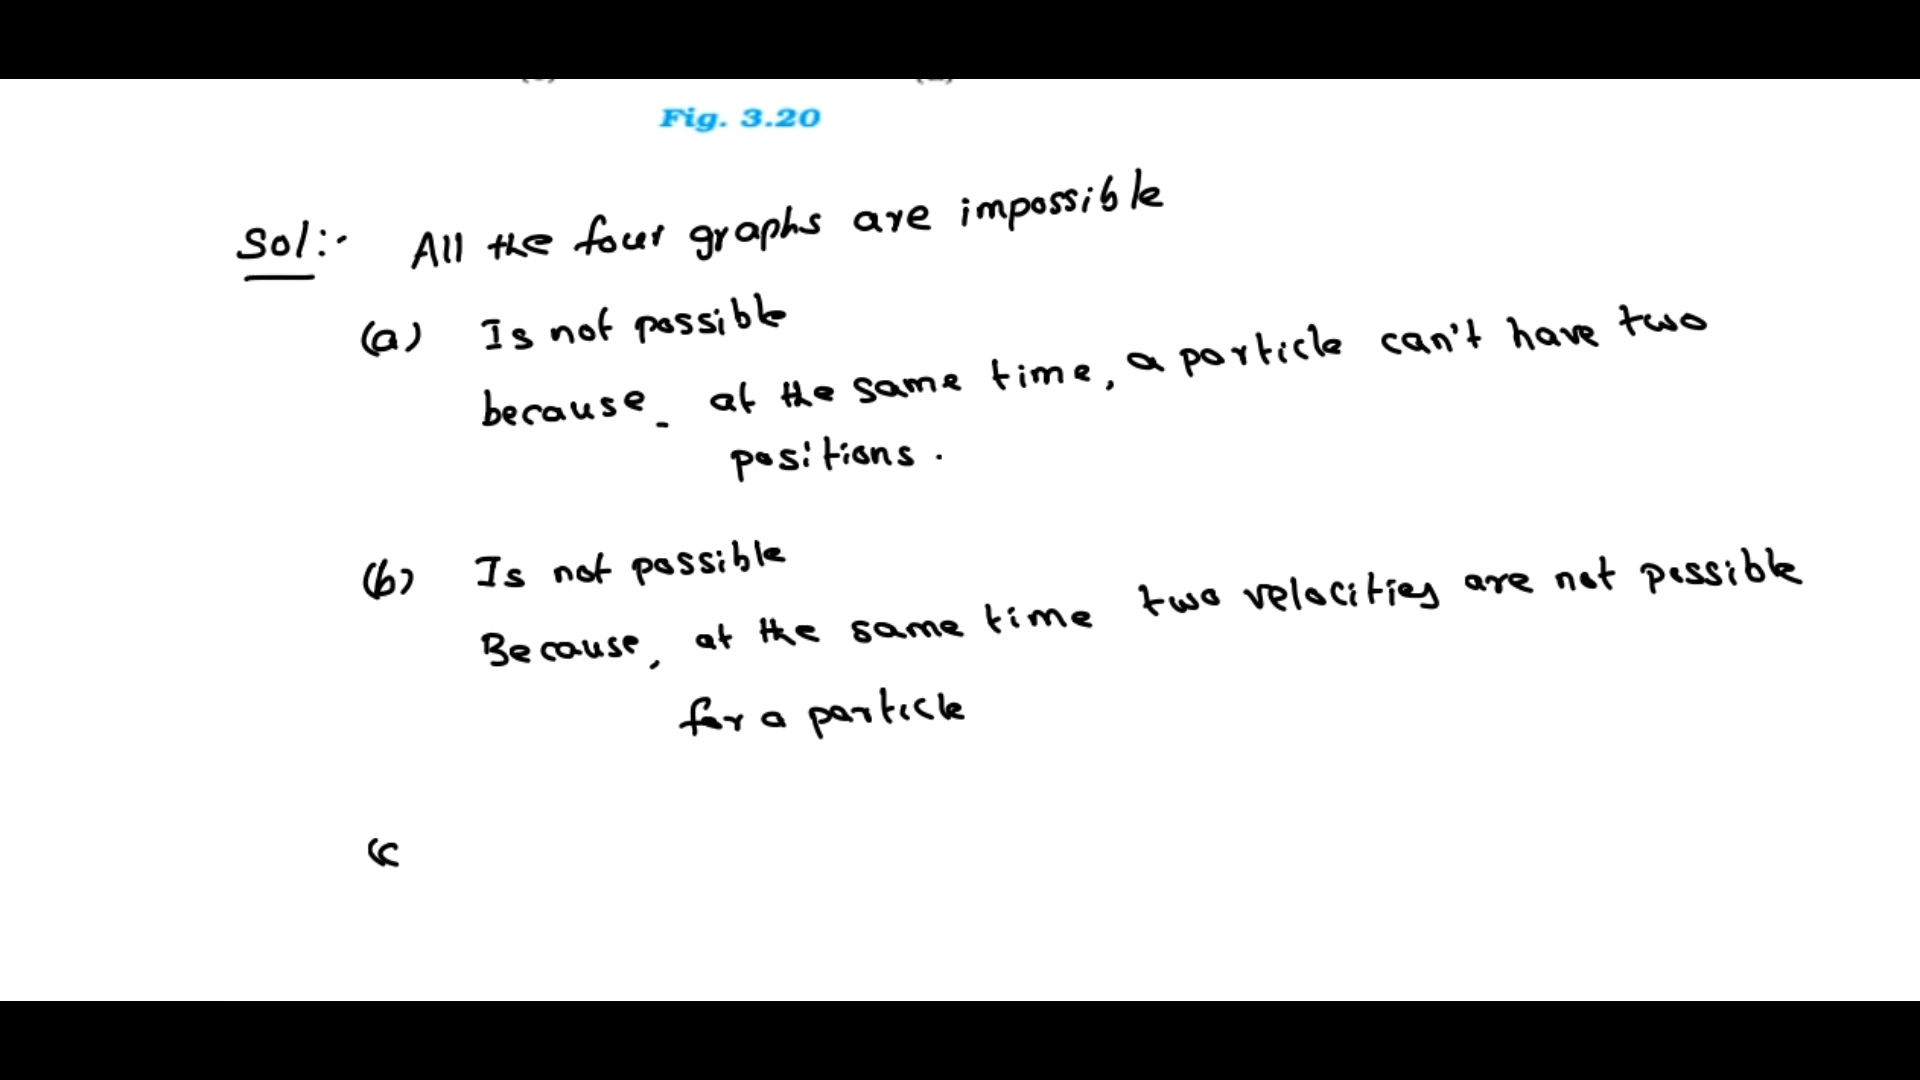 Fig. 3.20
Sol:- All the four graphs are impossible
(a) Is not possible
because at the same time, a particle can't have two
positions.
(b) Is not possible
Because, at the same time two velocities are not possible
for a particle
(c